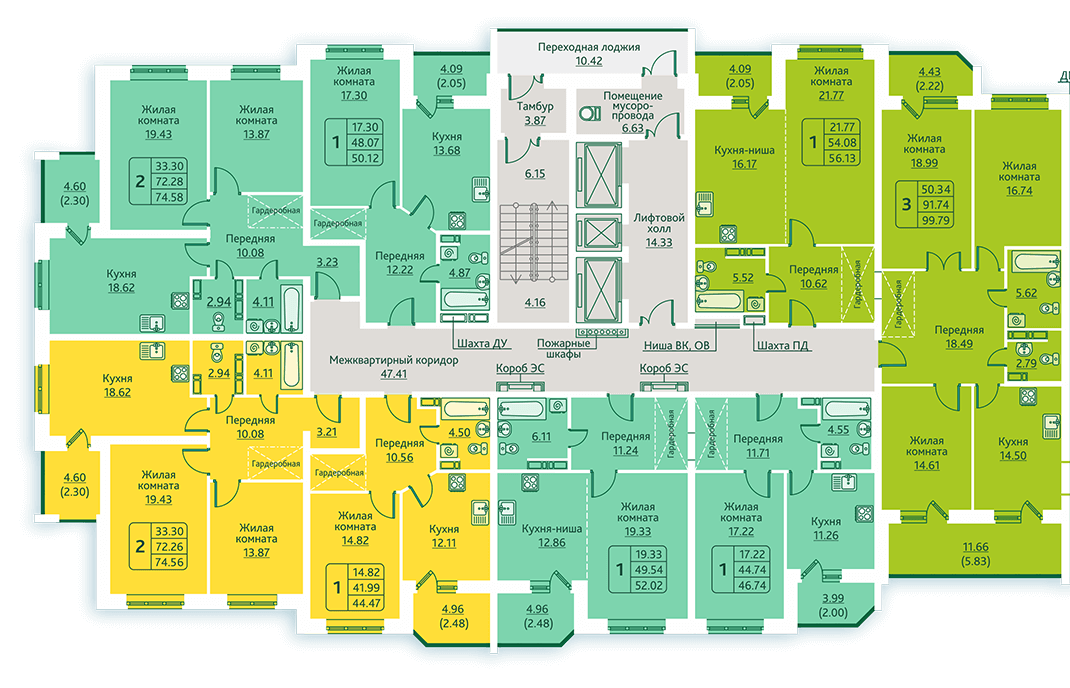 Переходная лоджия
10.42
ДІ
Жилая
комната
17.30
4.09
(2.05)
Тамбур
3.87
Помещение
мусоро-
провода
6.63
4.09
(2.05)
Жилая
комната
21.77
4.43
(2.22)
Жилая
комната
19.43
Жилая
комната
13.87
1
17.30
48.07
50.12
Кухня
13.68
Кухня-ниша
16.17
1
21.77
54.08
56.13
Жилая
комната
18.99
Жилая
комната
16.74
2
33.30
72.28
74.58
4.60
(2.30)
6.15
3
50.34
91.74
99.79
Гардеробная
Гардеробная
Лифтовой
холл
14.33
Передняя
10.08
Передняя
12.22
3.23
4.87
5.52
Передняя
10.62
Гардеробная
Гардеробная
5.62
Кухня
18.62
2.94
4.11
4.16
Передняя
18.49
Шахта ДУ
Пожарные
шкафы
Ниша ВК, ОВ
Шахта ПД
2.79
Межквартирный коридор
47.41
Короб ЭС
Короб ЭС
Кухня
18.62
2.94
4.11
Передняя
10.08
3.21
Передняя
10.56
4.50
6.11
Передняя
11.24
Гардеробная
Гардеробная
Передняя
11.71
4.55
Жилая
комната
14.61
Кухня
14.50
Гардеробная
Гардеробная
4.60
(2.30)
Жилая
комната
19.43
Жилая
комната
13.87
Жилая
комната
14.82
Кухня
12.11
Кухня-ниша
12.86
Жилая
комната
19.33
Жилая
комната
17.22
Кухня
11.26
2
33.30
72.26
74.56
1
14.82
41.99
44.47
1
19.33
49.54
52.02
1
17.22
44.74
46.74
11.66
(5.83)
4.96
(2.48)
4.96
(2.48)
3.99
(2.00)